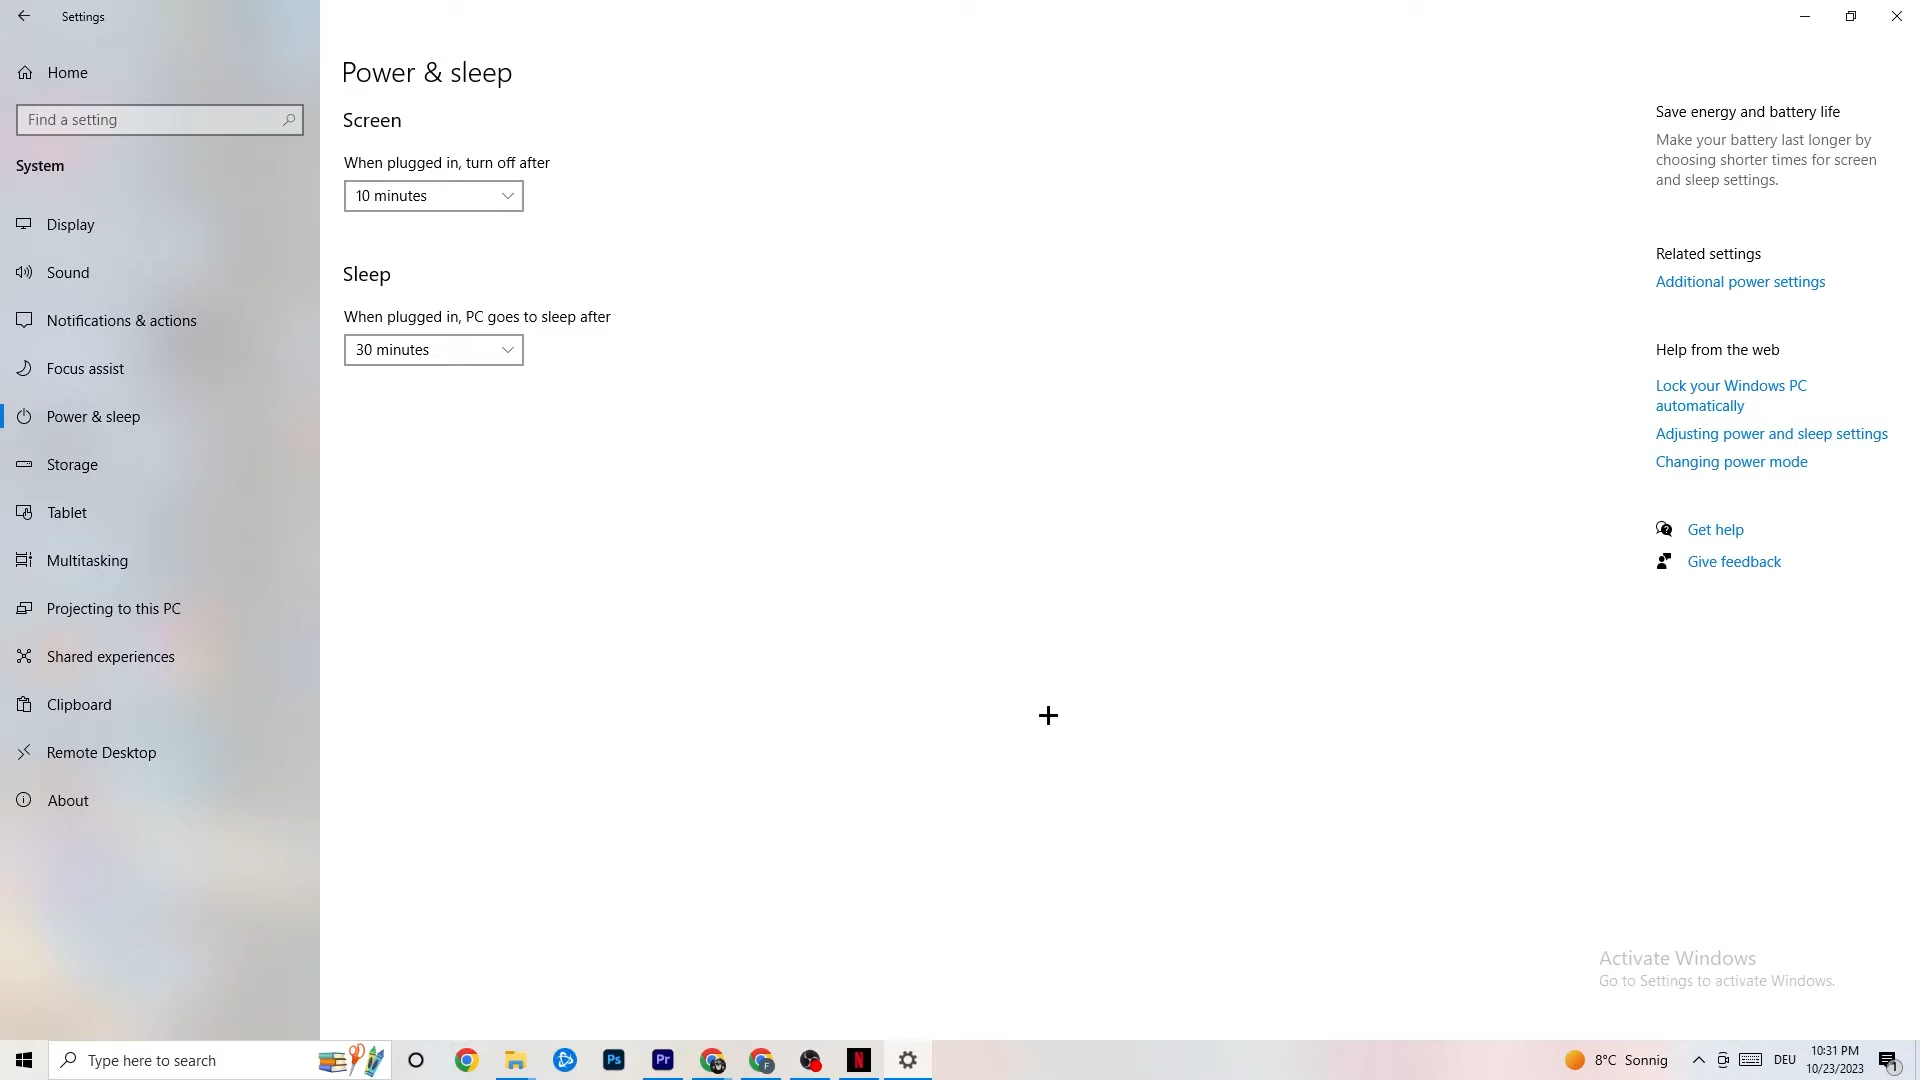 Settings
Home
Find a setting
System
Display
Sound
Notifications & actions
Focus assist
Power & sleep
Storage
Tablet
Multitasking
Projecting to this PC
Shared experiences
Clipboard
Remote Desktop
About
Power & sleep
Screen
When plugged in, turn off after
10 minutes
Sleep
When plugged in, PC goes to sleep after
30 minutes
Save energy and battery life
Make your battery last longer by
choosing shorter times for screen
and sleep settings.
Related settings
Additional power settings
Help from the web
Lock your Windows PC
automatically
Adjusting power and sleep settings
Changing power mode
Get help
Give feedback
Activate Windows
Go to Settings to activate Windows.
Type here to search
Ps
Pr
F
N
8°C Sonnig
DEU
10:31 PM
10/23/2023
1